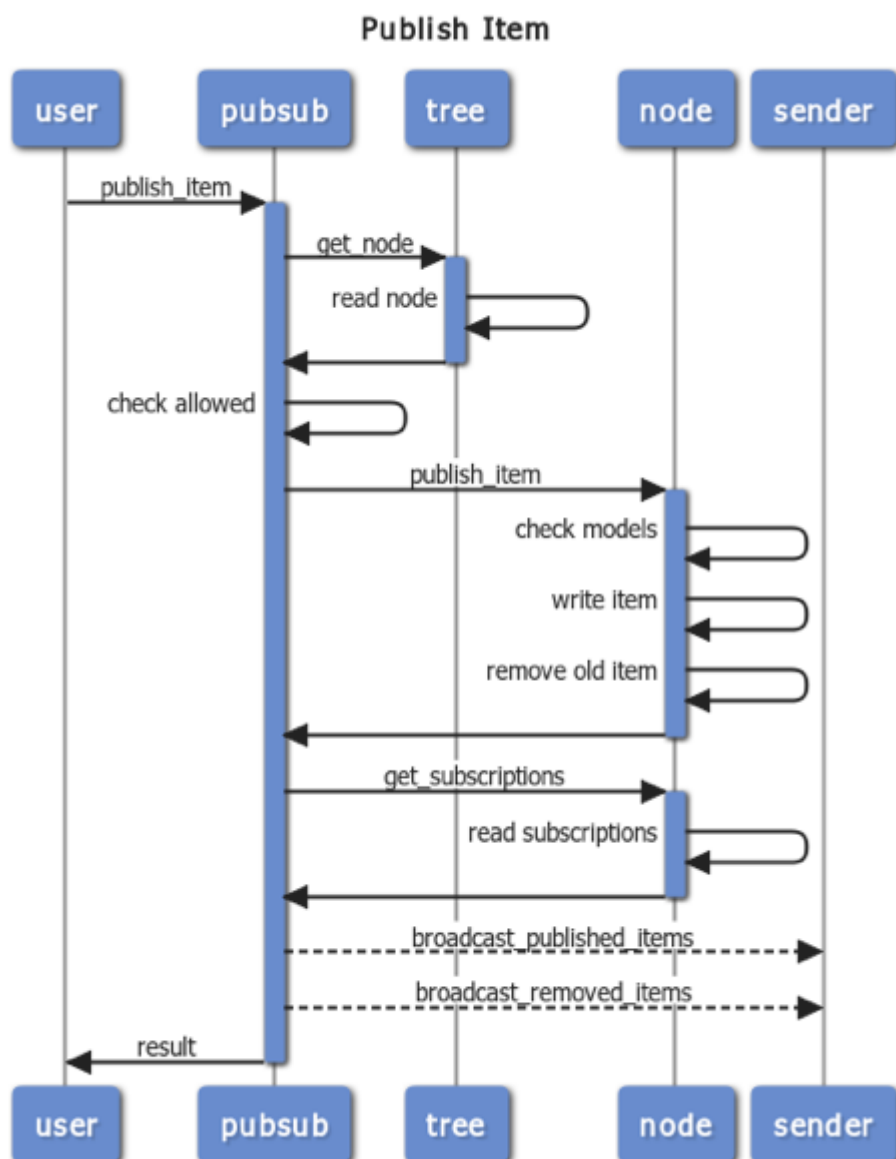 Publish Item
user pubsub tree node sender
publish_item
get_node
read node
check allowed
publish_item
check models
write item
remove old item
get_subscriptions
read subscriptions
broadcast_published_items
broadcast_removed_items
result
user pubsub tree node sender